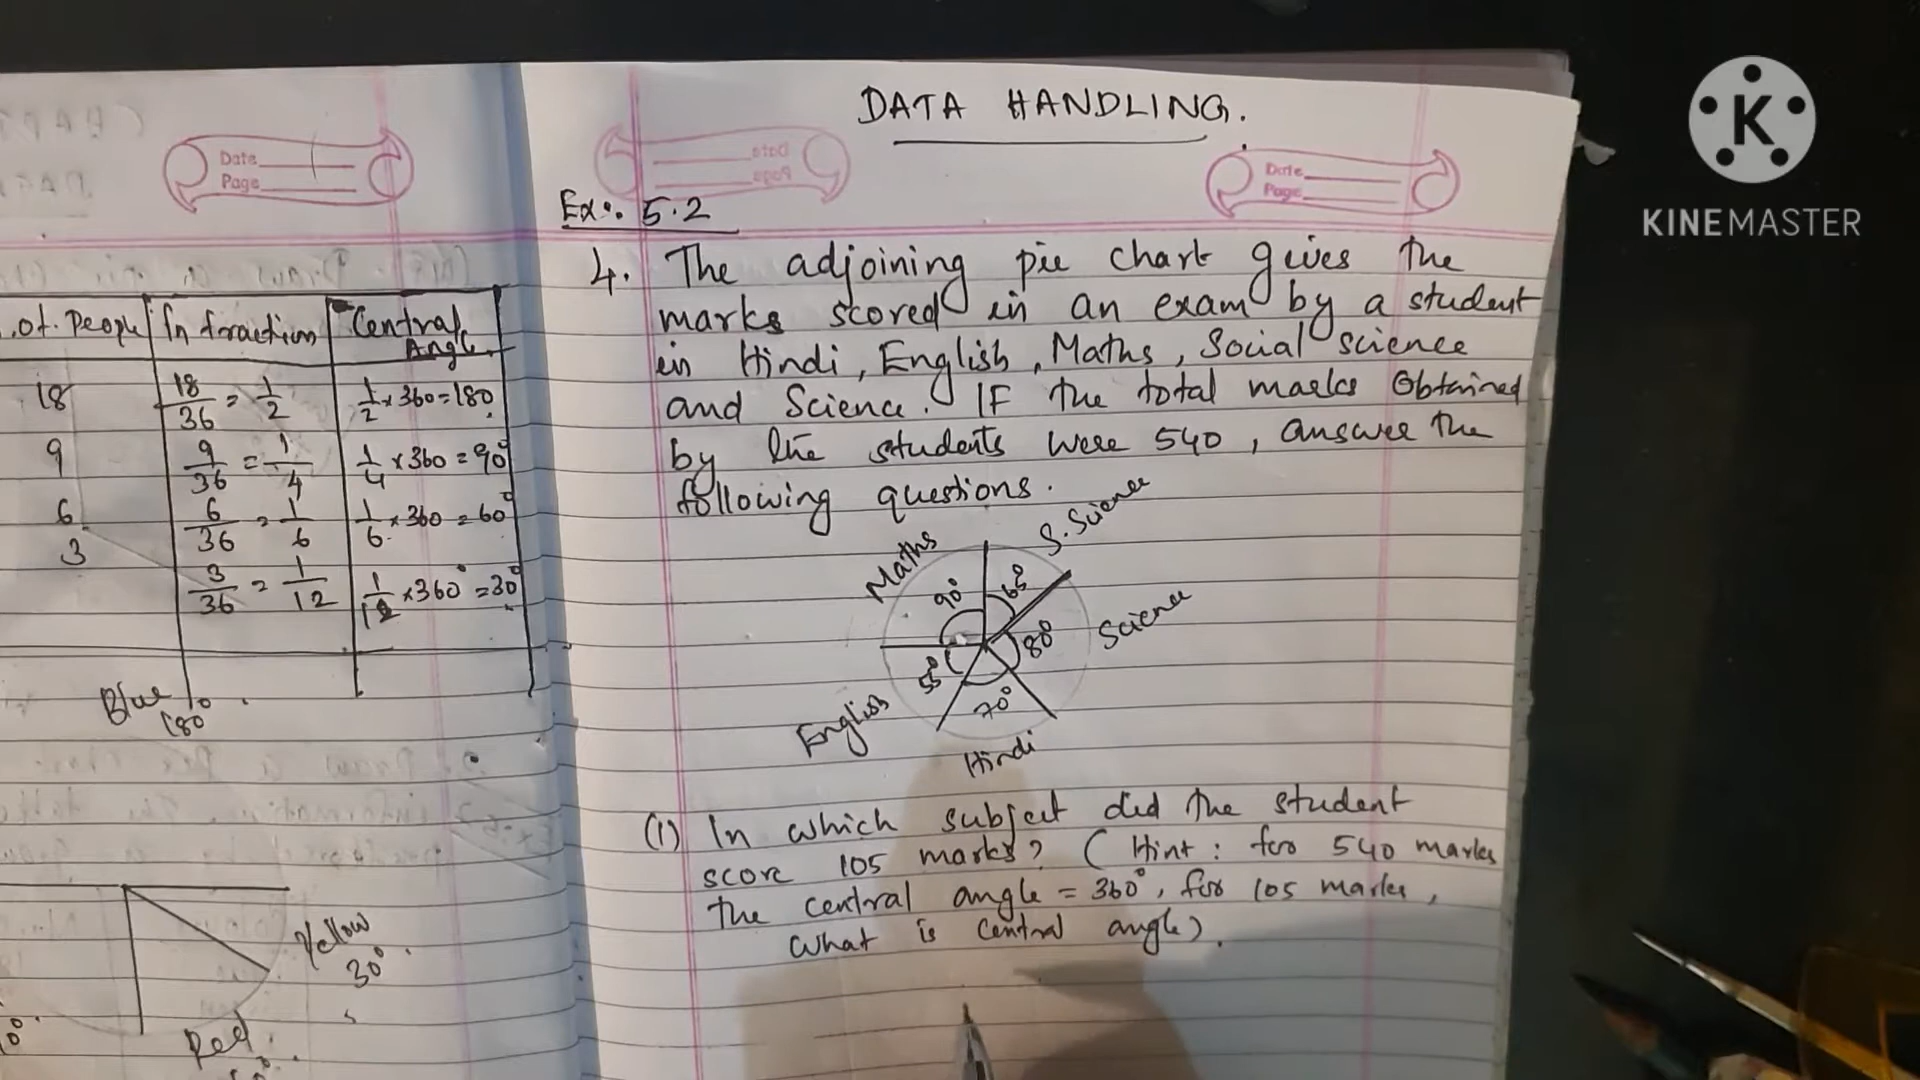 DATA HANDLING.
Date
Page
Date
Page
Date
Page
Ex:. 5.2
KINEMASTER
.of. People In fraction Central Angle
18 18/36 = 1/2 1/2 × 360 = 180
9 9/36 = 1/4 1/4 × 360 = 90°
6 6/36 = 1/6 1/6 × 360 = 60°
3 3/36 = 1/12 1/12 × 360° = 30°
Blue
180°
Yellow
30°
Red
4. The adjoining pie chart gives the
marks scored in an exam by a student
in Hindi, English, Maths, Social science
and Science. IF the total marks Obtained
by the students were 540, answer the
following questions.
Maths
S. Science
90°
65°
Science
80°
55°
70°
English
Hindi
(1) In which subject did the student
score 105 marks? (Hint: for 540 marks
the central angle = 360°, for 105 marks,
what is central angle).